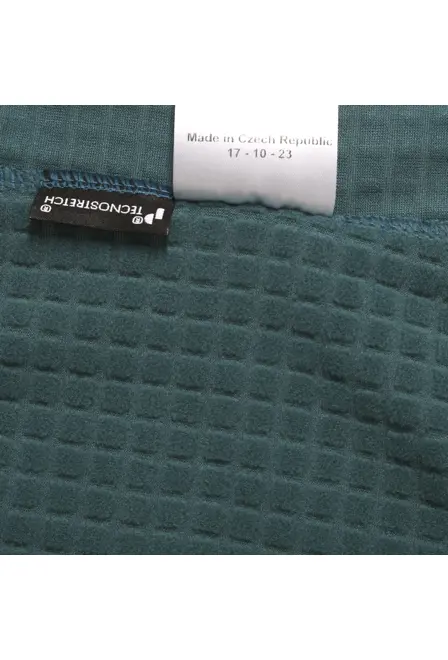 Made in Czech Republic
17 - 10 - 23
TECNOSTRETCH®
®